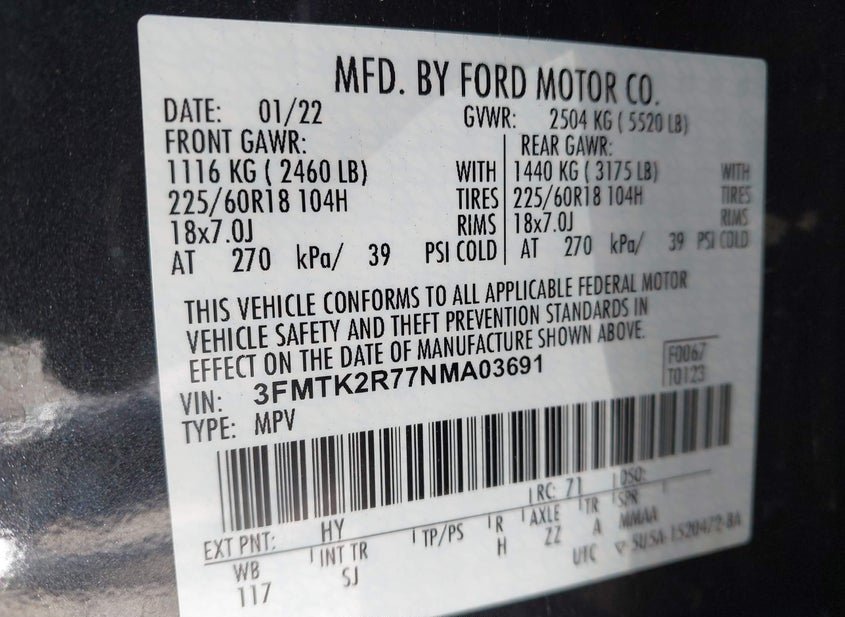 MFD. BY FORD MOTOR CO.
DATE: 01/22 GVWR: 2504 KG ( 5520 LB)
FRONT GAWR: REAR GAWR:
1116 KG ( 2460 LB) WITH 1440 KG ( 3175 LB) WITH
225/60R18 104H TIRES 225/60R18 104H TIRES
18x7.0J RIMS 18x7.0J RIMS
AT 270 kPa/ 39 PSI COLD AT 270 kPa/ 39 PSI COLD
THIS VEHICLE CONFORMS TO ALL APPLICABLE FEDERAL MOTOR
VEHICLE SAFETY AND THEFT PREVENTION STANDARDS IN
EFFECT ON THE DATE OF MANUFACTURE SHOWN ABOVE.
VIN: 3FMTK2R77NMA03691 F0067
TYPE: MPV T0123
EXT PNT: HY RC: 71 DSO:
WB INT TR TP/PS R AXLE TR SPR
117 SJ H ZZ A MMAA
UTC 5U5A-1520472-BA